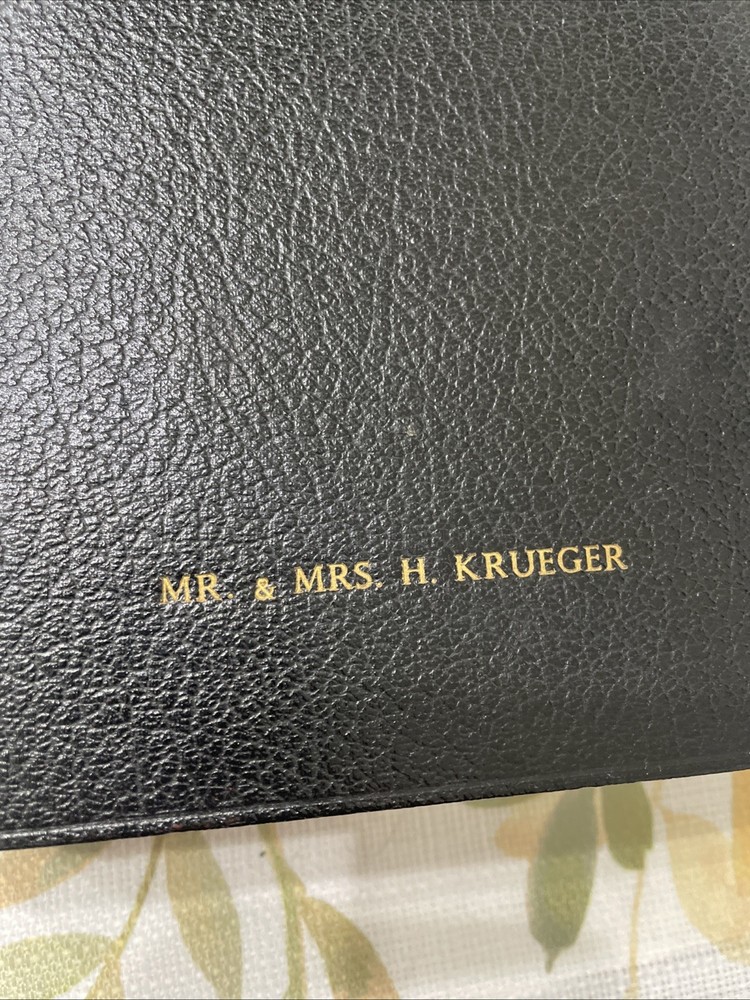 MR. & MRS. H. KRUEGER